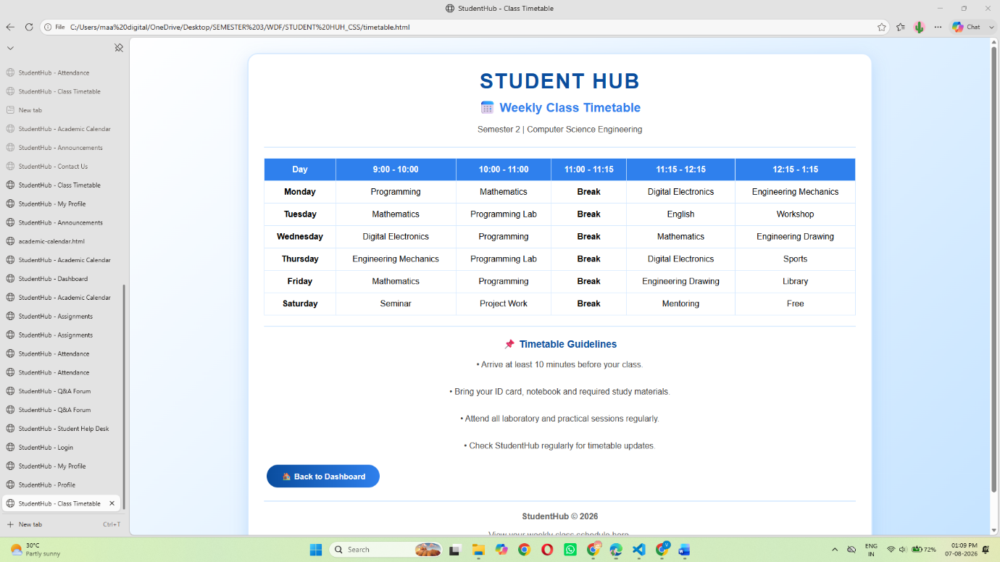 StudentHub - Class Timetable
File C:/Users/maa%20digital/OneDrive/Desktop/SEMESTER%203/WDF/STUDENT%20HUH_CSS/timetable.html
Chat
StudentHub - Attendance
StudentHub - Class Timetable
New tab
StudentHub - Academic Calendar
StudentHub - Announcements
StudentHub - Contact Us
StudentHub - Class Timetable
StudentHub - My Profile
StudentHub - Announcements
academic-calendar.html
StudentHub - Academic Calendar
StudentHub - Dashboard
StudentHub - Academic Calendar
StudentHub - Assignments
StudentHub - Assignments
StudentHub - Attendance
StudentHub - Attendance
StudentHub - Q&A Forum
StudentHub - Q&A Forum
StudentHub - Student Help Desk
StudentHub - Login
StudentHub - My Profile
StudentHub - Profile
StudentHub - Class Timetable
New tab Ctrl+T
STUDENT HUB
Weekly Class Timetable
Semester 2 | Computer Science Engineering
Day 9:00 - 10:00 10:00 - 11:00 11:00 - 11:15 11:15 - 12:15 12:15 - 1:15
Monday Programming Mathematics Break Digital Electronics Engineering Mechanics
Tuesday Mathematics Programming Lab Break English Workshop
Wednesday Digital Electronics Programming Break Mathematics Engineering Drawing
Thursday Engineering Mechanics Programming Lab Break Digital Electronics Sports
Friday Mathematics Programming Break Engineering Drawing Library
Saturday Seminar Project Work Break Mentoring Free
Timetable Guidelines
• Arrive at least 10 minutes before your class.
• Bring your ID card, notebook and required study materials.
• Attend all laboratory and practical sessions regularly.
• Check StudentHub regularly for timetable updates.
Back to Dashboard
StudentHub © 2026
View your weekly class schedule here.
30°C
Partly sunny
Search
ENG
IN
72%
01:09 PM
07-08-2026